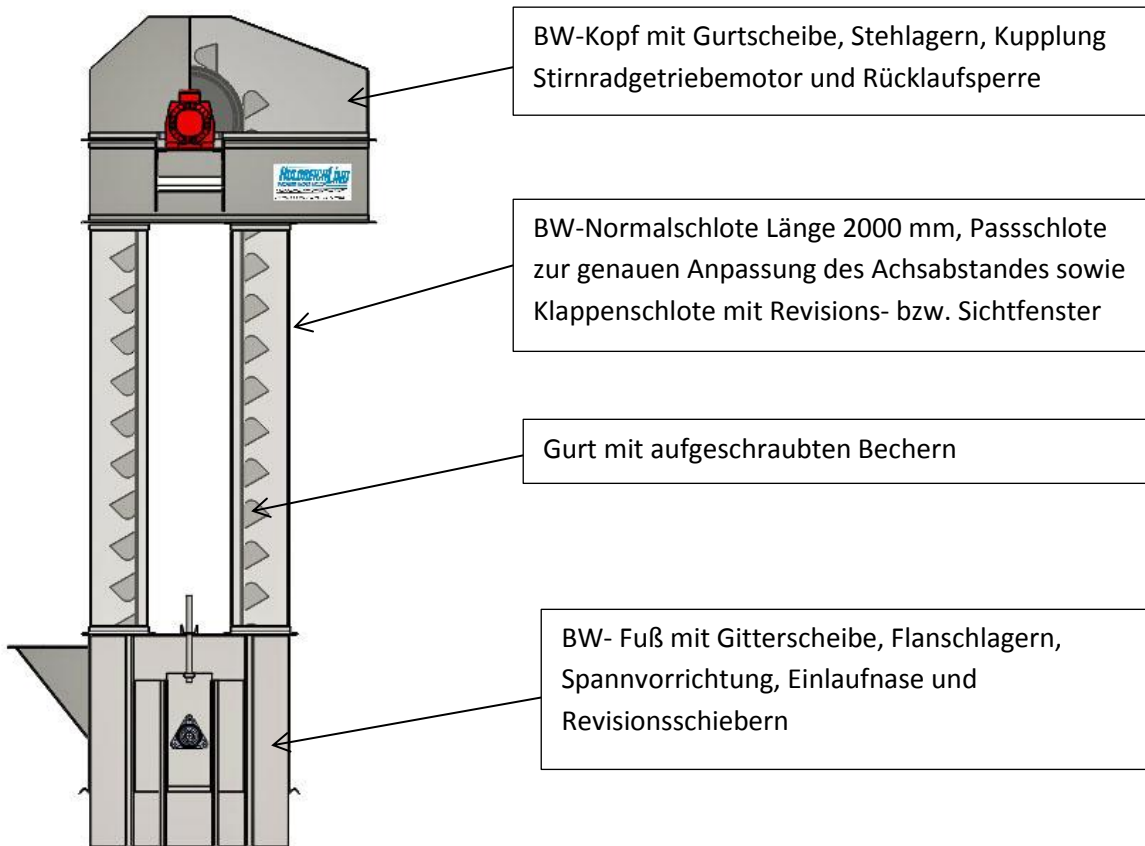 BW-Kopf mit Gurtscheibe, Stehlagern, Kupplung
Stirnradgetriebemotor und Rücklaufsperre
BW-Normalschlote Länge 2000 mm, Passschlote
zur genauen Anpassung des Achsabstandes sowie
Klappenschlote mit Revisions- bzw. Sichtfenster
Gurt mit aufgeschraubten Bechern
BW- Fuß mit Gitterscheibe, Flanschlagern,
Spannvorrichtung, Einlaufnase und
Revisionsschiebern